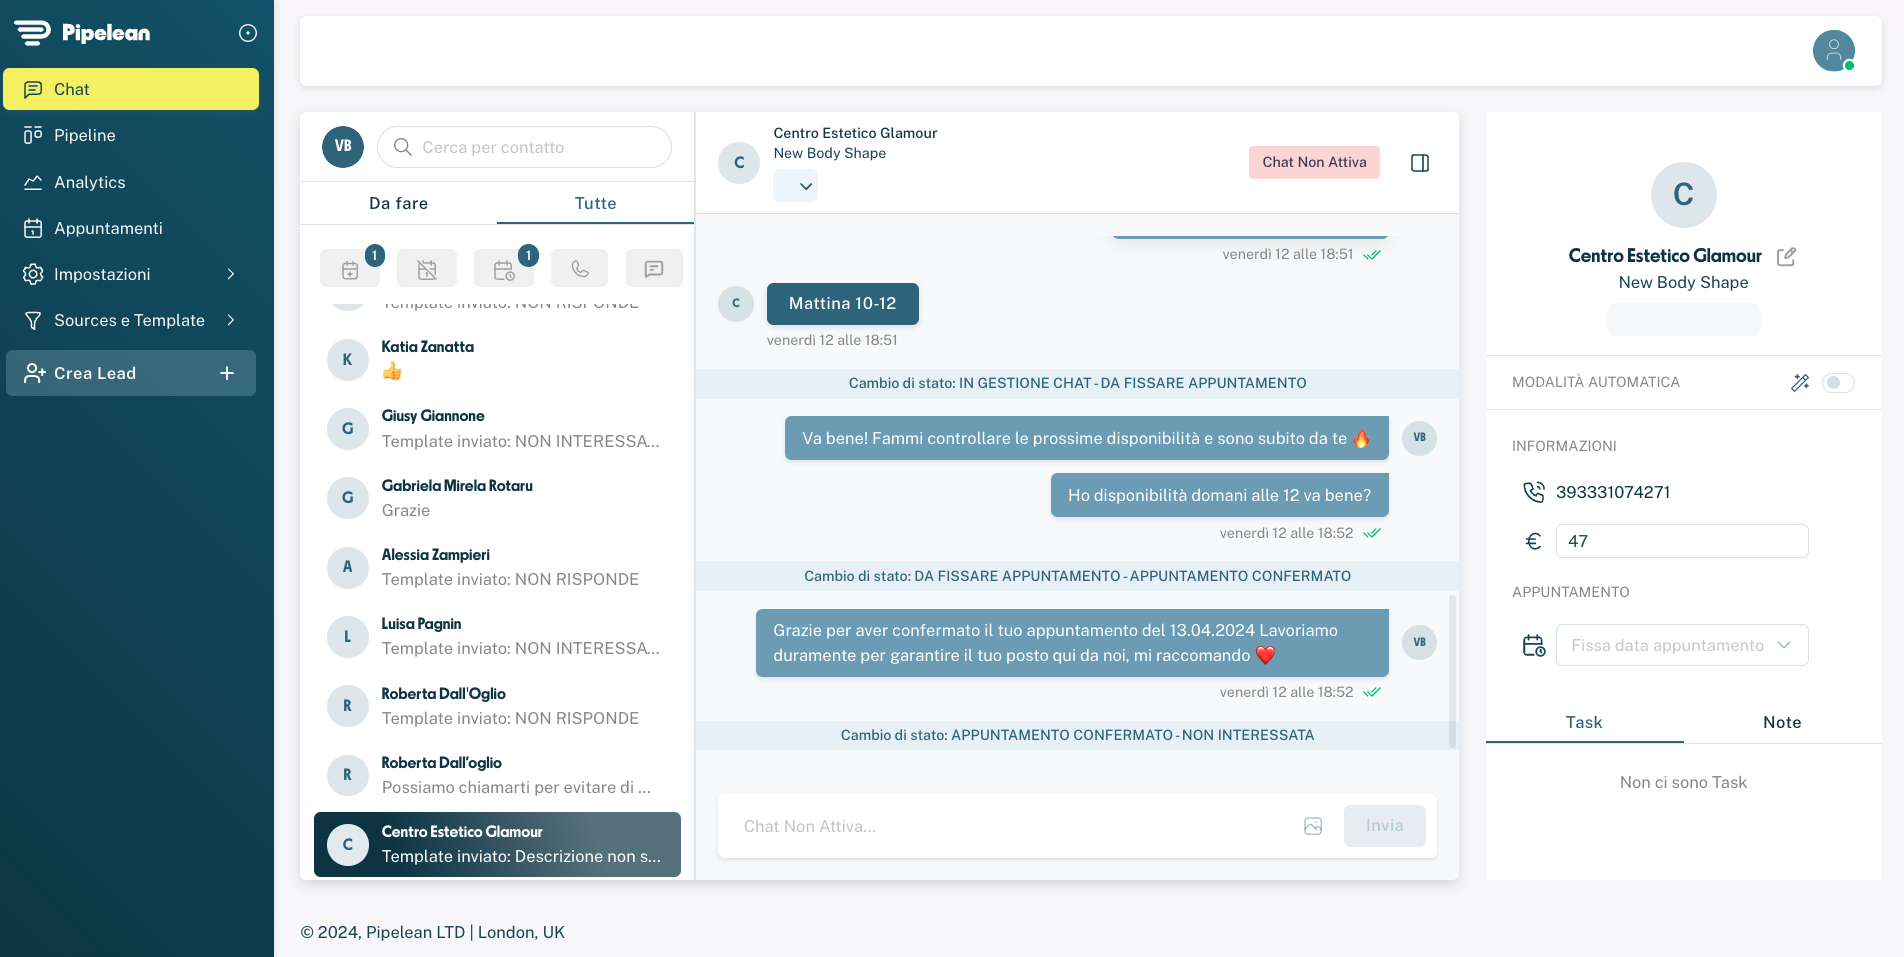 Pipelean
Chat
Pipeline
Analytics
Appuntamenti
Impostazioni
Sources e Template
Crea Lead
VB
Cerca per contatto
Da fare
Tutte
1
1
Template inviato: NON RISPONDE
K
Katia Zanatta
👍
G
Giusy Giannone
Template inviato: NON INTERESSA...
G
Gabriela Mirela Rotaru
Grazie
A
Alessia Zampieri
Template inviato: NON RISPONDE
L
Luisa Pagnin
Template inviato: NON INTERESSA...
R
Roberta Dall'Oglio
Template inviato: NON RISPONDE
R
Roberta Dall’oglio
Possiamo chiamarti per evitare di ...
C
Centro Estetico Glamour
Template inviato: Descrizione non s...
C
Centro Estetico Glamour
New Body Shape
Chat Non Attiva
venerdì 12 alle 18:51
C
Mattina 10-12
venerdì 12 alle 18:51
Cambio di stato: IN GESTIONE CHAT - DA FISSARE APPUNTAMENTO
Va bene! Fammi controllare le prossime disponibilità e sono subito da te 🔥
VB
Ho disponibilità domani alle 12 va bene?
venerdì 12 alle 18:52
Cambio di stato: DA FISSARE APPUNTAMENTO - APPUNTAMENTO CONFERMATO
Grazie per aver confermato il tuo appuntamento del 13.04.2024 Lavoriamo
duramente per garantire il tuo posto qui da noi, mi raccomando ❤️
VB
venerdì 12 alle 18:52
Cambio di stato: APPUNTAMENTO CONFERMATO - NON INTERESSATA
Chat Non Attiva...
Invia
C
Centro Estetico Glamour
New Body Shape
MODALITÀ AUTOMATICA
INFORMAZIONI
393331074271
€ 47
APPUNTAMENTO
Fissa data appuntamento
Task
Note
Non ci sono Task
© 2024, Pipelean LTD | London, UK